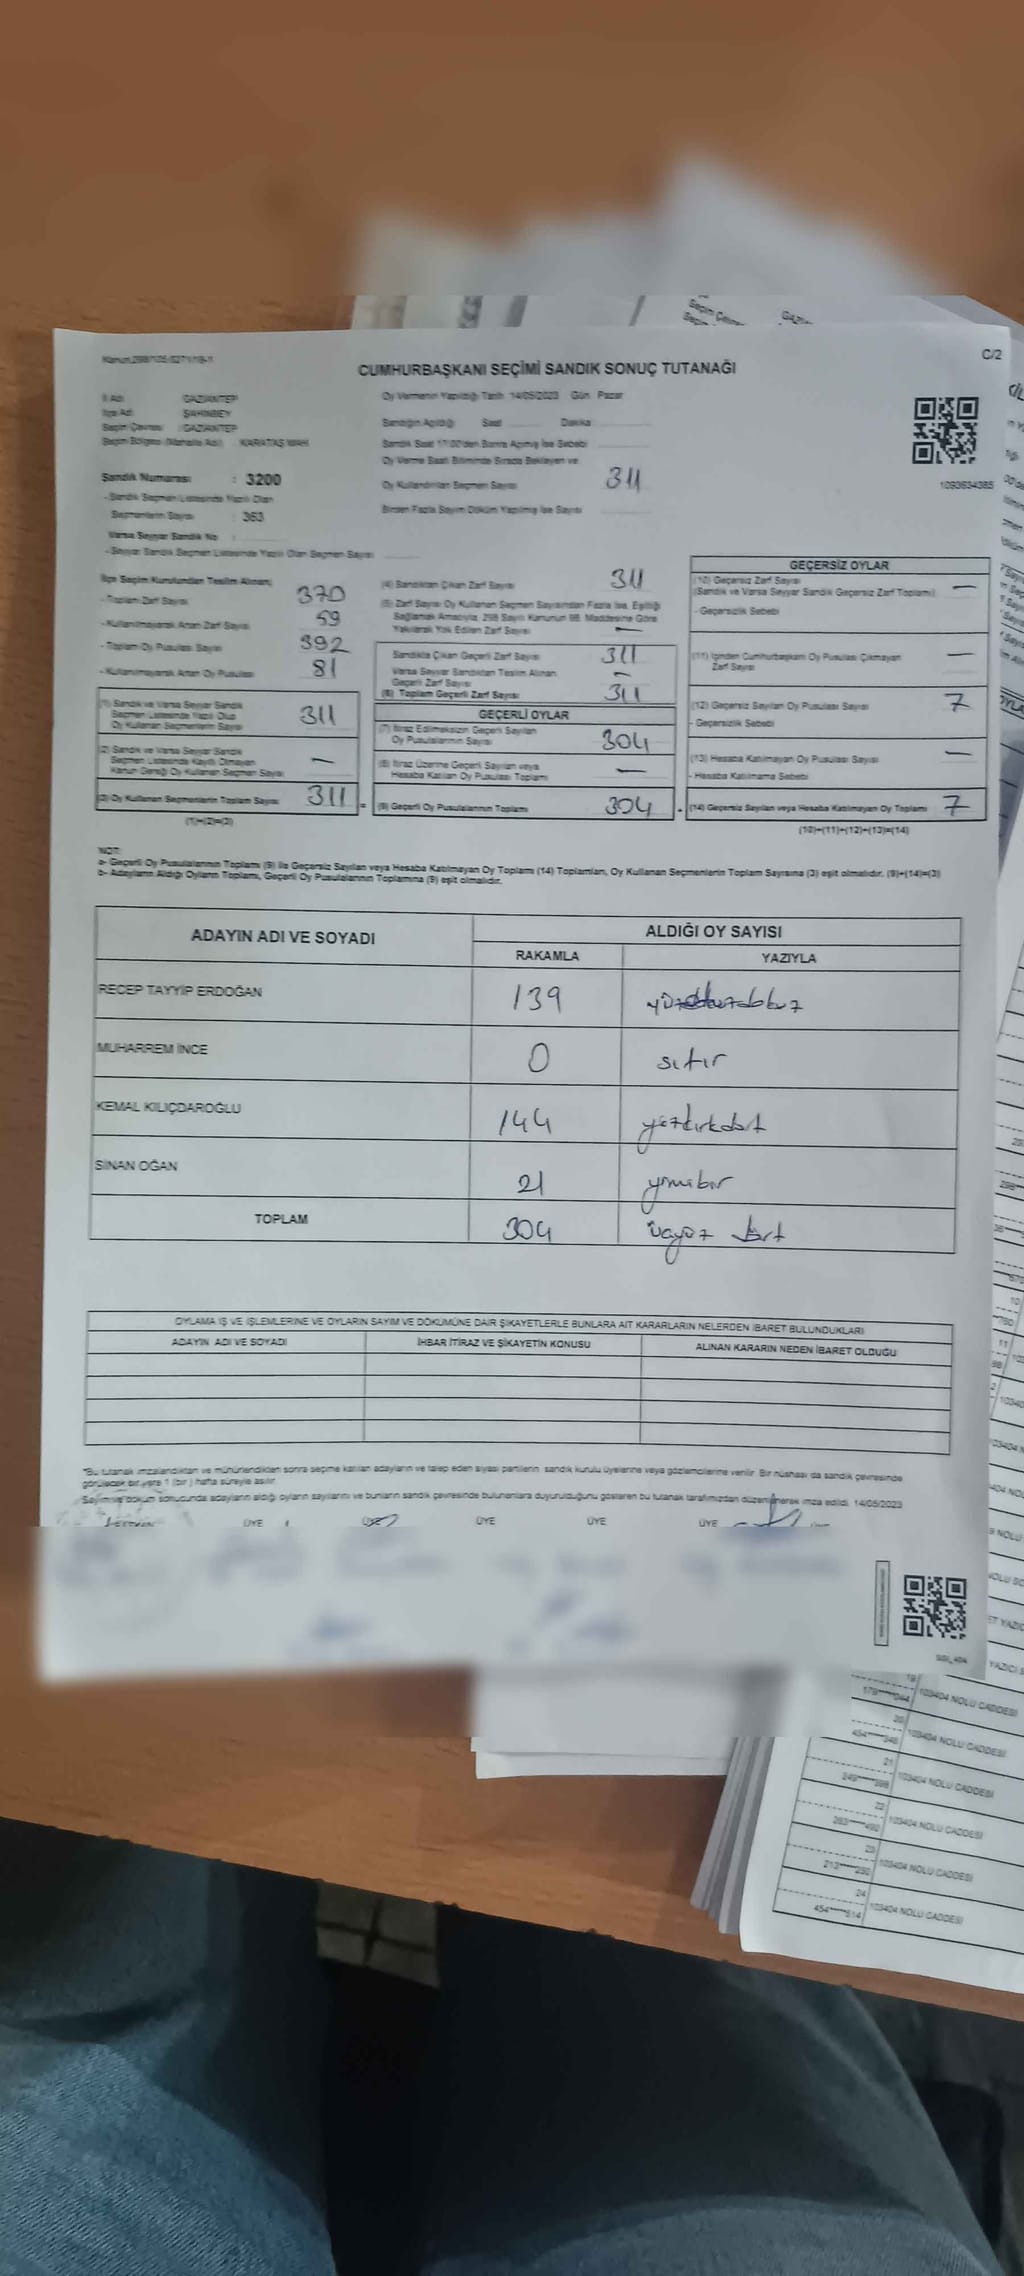 Kanun:298/105-6271/18-1
C/2
CUMHURBAŞKANI SEÇİMİ SANDIK SONUÇ TUTANAĞI
İl Adı : GAZİANTEP
İlçe Adı : ŞAHİNBEY
Seçim Çevresi : GAZİANTEP
Seçim Bölgesi (Mahalle Adı) : KARATAŞ MAH
Sandık Numarası : 3200
- Sandık Seçmen Listesinde Yazılı Olan
Seçmenlerin Sayısı : 363
Varsa Seyyar Sandık No :
- Seyyar Sandık Seçmen Listesinde Yazılı Olan Seçmen Sayısı
Oy Vermenin Yapıldığı Tarih 14/05/2023 Gün Pazar
Sandığın Açıldığı Saat Dakika
Sandık Saat 17:00'den Sonra Açılmış İse Sebebi
Oy Verme Saati Bitiminde Sırada Bekleyen ve
Oy Kullandırılan Seçmen Sayısı 311
Birden Fazla Sayım Döküm Yapılmış İse Sayısı
1093634365
İlçe Seçim Kurulundan Teslim Alınan;
- Toplam Zarf Sayısı 370
- Kullanılmayarak Artan Zarf Sayısı 59
- Toplam Oy Pusulası Sayısı 392
- Kullanılmayarak Artan Oy Pusulası 81
(1) Sandık ve Varsa Seyyar Sandık
Seçmen Listesinde Yazılı Olup
Oy Kullanan Seçmenlerin Sayısı 311
(2) Sandık ve Varsa Seyyar Sandık
Seçmen Listesinde Kayıtlı Olmayan
Kanun Gereği Oy Kullanan Seçmen Sayısı —
(3) Oy Kullanan Seçmenlerin Toplam Sayısı 311 =
(1)+(2)=(3)
(4) Sandıktan Çıkan Zarf Sayısı 311
(5) Zarf Sayısı Oy Kullanan Seçmen Sayısından Fazla İse, Eşitliği
Sağlamak Amacıyla, 298 Sayılı Kanunun 98. Maddesine Göre
Yakılarak Yok Edilen Zarf Sayısı —
Sandıkta Çıkan Geçerli Zarf Sayısı 311
Varsa Seyyar Sandıktan Teslim Alınan
Geçerli Zarf Sayısı —
(6) Toplam Geçerli Zarf Sayısı 311
GEÇERLİ OYLAR
(7) İtiraz Edilmeksizin Geçerli Sayılan
Oy Pusulalarının Sayısı 304
(8) İtiraz Üzerine Geçerli Sayılan veya
Hesaba Katılan Oy Pusulası Toplamı —
(9) Geçerli Oy Pusulalarının Toplamı 304
GEÇERSİZ OYLAR
(10) Geçersiz Zarf Sayısı
(Sandık ve Varsa Seyyar Sandık Geçersiz Zarf Toplamı) —
- Geçersizlik Sebebi
(11) İçinden Cumhurbaşkanı Oy Pusulası Çıkmayan
Zarf Sayısı —
(12) Geçersiz Sayılan Oy Pusulası Sayısı 7
- Geçersizlik Sebebi
(13) Hesaba Katılmayan Oy Pusulası Sayısı —
- Hesaba Katılmama Sebebi
(14) Geçersiz Sayılan veya Hesaba Katılmayan Oy Toplamı 7
(10)+(11)+(12)+(13)=(14)
NOT:
a- Geçerli Oy Pusulalarının Toplamı (9) ile Geçersiz Sayılan veya Hesaba Katılmayan Oy Toplamı (14) Toplamları, Oy Kullanan Seçmenlerin Toplam Sayısına (3) eşit olmalıdır. (9)+(14)=(3)
b- Adayların Aldığı Oyların Toplamı, Geçerli Oy Pusulalarının Toplamına (9) eşit olmalıdır.
ADAYIN ADI VE SOYADI
ALDIĞI OY SAYISI
RAKAMLA YAZIYLA
RECEP TAYYİP ERDOĞAN 139
MUHARREM İNCE 0 sıfır
KEMAL KILIÇDAROĞLU 144 yüzkırkdört
SİNAN OĞAN 21 yirmibir
TOPLAM 304 üçyüz dört
OYLAMA İŞ VE İŞLEMLERİNE VE OYLARIN SAYIM VE DÖKÜMÜNE DAİR ŞİKAYETLERLE BUNLARA AİT KARARLARIN NELERDEN İBARET BULUNDUKLARI
ADAYIN ADI VE SOYADI İHBAR İTİRAZ VE ŞİKAYETİN KONUSU ALINAN KARARIN NEDEN İBARET OLDUĞU
*Bu tutanak imzalandıktan ve mühürlendikten sonra seçime katılan adayların ve talep eden siyasi partilerin sandık kurulu üyelerine veya gözlemcilerine verilir. Bir nüshası da sandık çevresinde
görülecek bir yere 1 (bir) hafta süreyle asılır.
Sayım ve döküm sonucunda adayların aldığı oyların sayılarını ve bunların sandık çevresinde bulunanlara duyurulduğunu gösteren bu tutanak tarafımızdan düzenlenerek imza edildi. 14/05/2023
ÜYE ÜYE ÜYE ÜYE ÜYE ÜYE
19
179*****044 103404 NOLU CADDESİ
20
454*****546 103404 NOLU CADDESİ
21
249*****398 103404 NOLU CADDESİ
22
263*****492 103404 NOLU CADDESİ
23
213*****250 103404 NOLU CADDESİ
24
454*****514 103404 NOLU CADDESİ